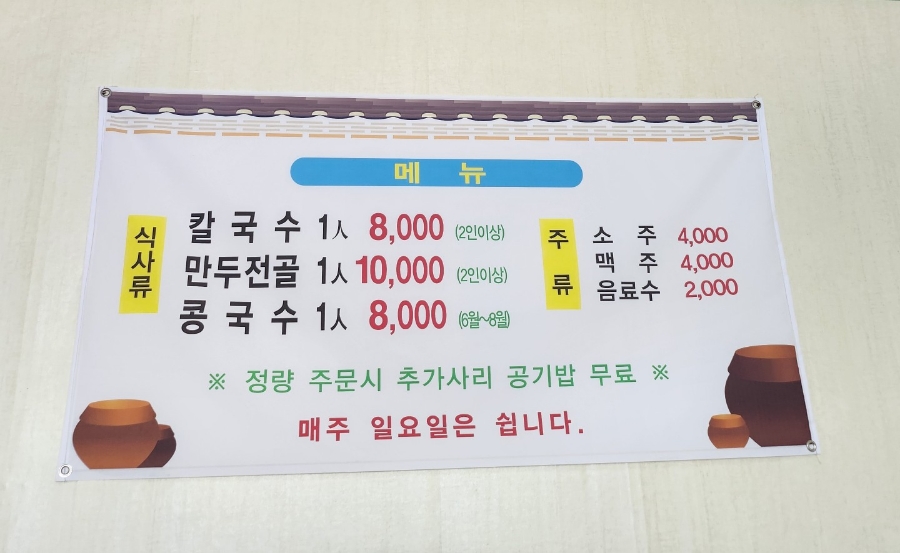 메 뉴
식사류
칼국수 1人 8,000 (2인이상)
만두전골 1人 10,000 (2인이상)
콩국수 1人 8,000 (6월~8월)
주류
소주 4,000
맥주 4,000
음료수 2,000
※ 정량 주문시 추가사리 공기밥 무료 ※
매주 일요일은 쉽니다.